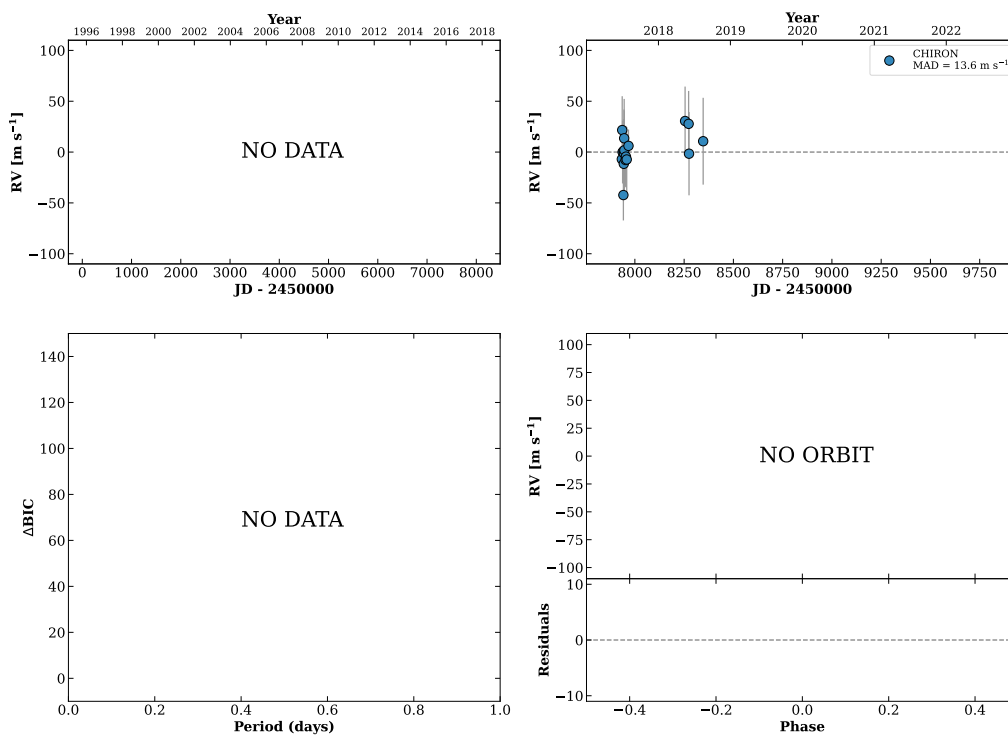 Year
1996 1998 2000 2002 2004 2006 2008 2010 2012 2014 2016 2018
RV [m s⁻¹]
100
50
0
−50
−100
NO DATA
0 1000 2000 3000 4000 5000 6000 7000 8000
JD - 2450000
Year
2018 2019 2020 2021 2022
RV [m s⁻¹]
100
50
0
−50
−100
CHIRON
MAD = 13.6 m s⁻¹
8000 8250 8500 8750 9000 9250 9500 9750
JD - 2450000
ΔBIC
140
120
100
80
60
40
20
0
NO DATA
0.0 0.2 0.4 0.6 0.8 1.0
Period (days)
RV [m s⁻¹]
100
75
50
25
0
−25
−50
−75
−100
NO ORBIT
Residuals
10
0
−10
−0.4 −0.2 0.0 0.2 0.4
Phase